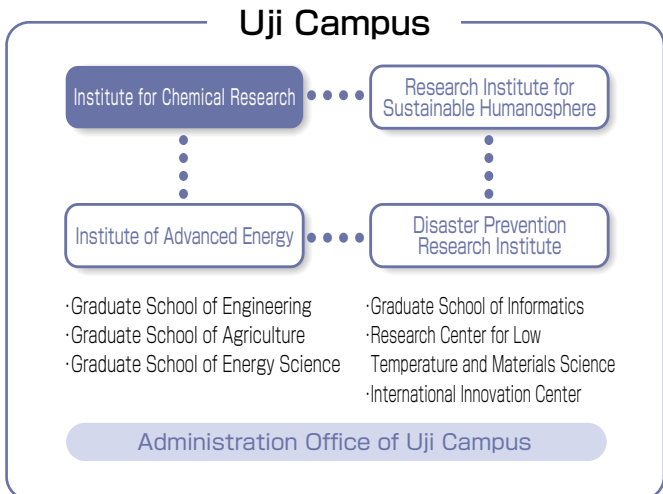 Uji Campus
Institute for Chemical Research
Research Institute for
Sustainable Humanosphere
Institute of Advanced Energy
Disaster Prevention
Research Institute
·Graduate School of Engineering
·Graduate School of Agriculture
·Graduate School of Energy Science
·Graduate School of Informatics
·Research Center for Low
Temperature and Materials Science
·International Innovation Center
Administration Office of Uji Campus